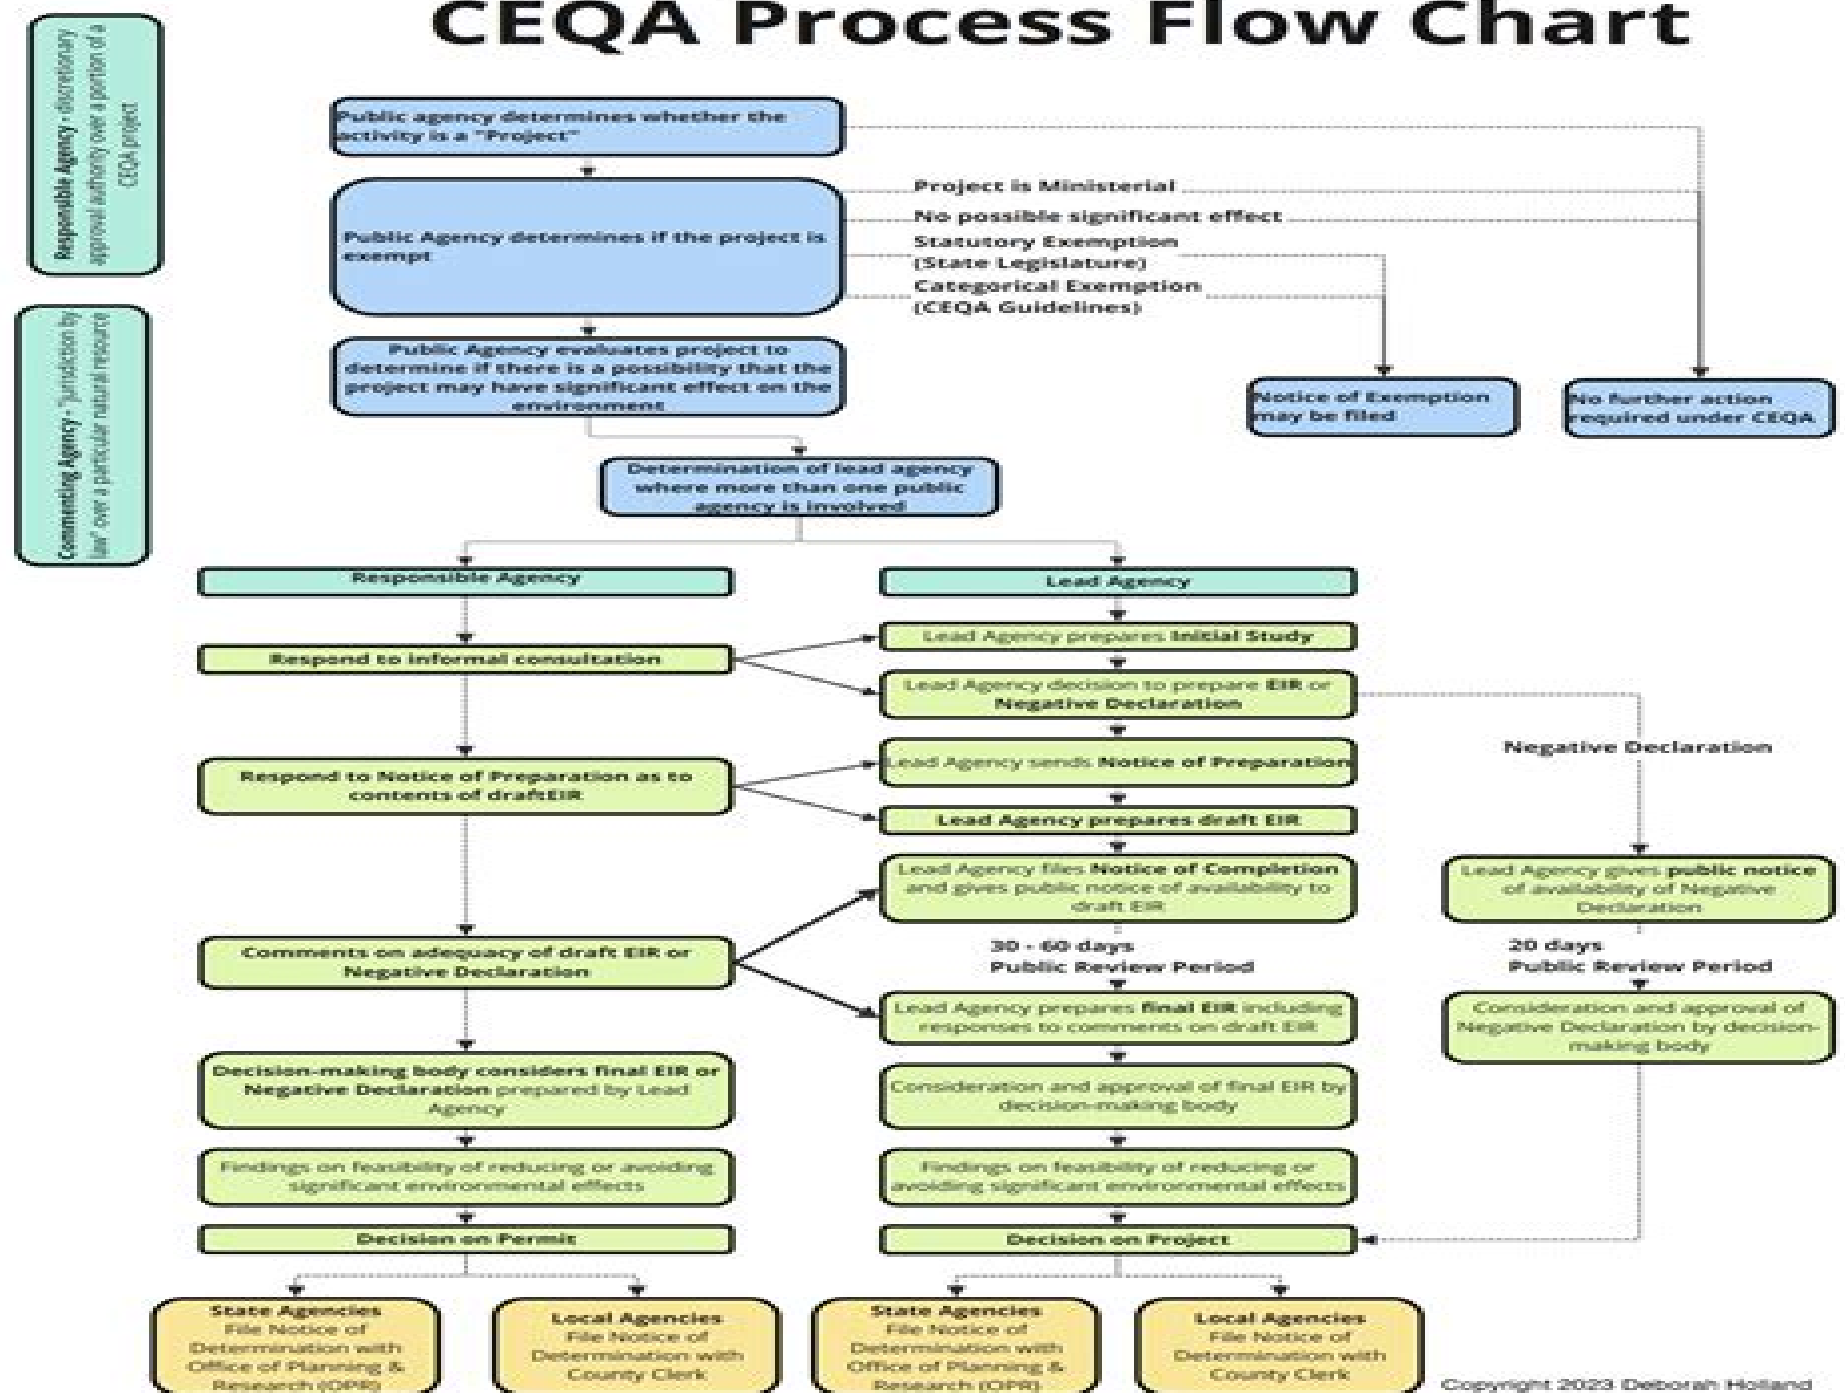 CEQA Process Flow Chart
Responsible Agency - discretionary
approval authority over a portion of a
CEQA project
Commenting Agency - "jurisdiction by
law" over a particular natural resource
Public agency determines whether the
activity is a "Project"
Public Agency determines if the project is
exempt
Project is Ministerial
No possible significant effect
Statutory Exemption
(State Legislature)
Categorical Exemption
(CEQA Guidelines)
Public Agency evaluates project to
determine if there is a possibility that the
project may have significant effect on the
environment
Notice of Exemption
may be filed
No further action
required under CEQA
Determination of lead agency
where more than one public
agency is involved
Responsible Agency
Respond to informal consultation
Respond to Notice of Preparation as to
contents of draftEIR
Comments on adequacy of draft EIR or
Negative Declaration
Decision-making body considers final EIR or
Negative Declaration prepared by Lead
Agency
Findings on feasibility of reducing or avoiding
significant environmental effects
Decision on Permit
State Agencies
File Notice of
Determination with
Office of Planning &
Research (OPR)
Local Agencies
File Notice of
Determination with
County Clerk
Lead Agency
Lead Agency prepares Initial Study
Lead Agency decision to prepare EIR or
Negative Declaration
Lead Agency sends Notice of Preparation
Lead Agency prepares draft EIR
Lead Agency files Notice of Completion
and gives public notice of availability to
draft EIR
30 - 60 days
Public Review Period
Lead Agency prepares final EIR including
responses to comments on draft EIR
Consideration and approval of final EIR by
decision-making body
Findings on feasibility of reducing or
avoiding significant environmental effects
Decision on Project
State Agencies
File Notice of
Determination with
Office of Planning &
Research (OPR)
Local Agencies
File Notice of
Determination with
County Clerk
Negative Declaration
Lead Agency gives public notice
of availability of Negative
Declaration
20 days
Public Review Period
Consideration and approval of
Negative Declaration by decision-
making body
Copyright 2023 Deborah Holland